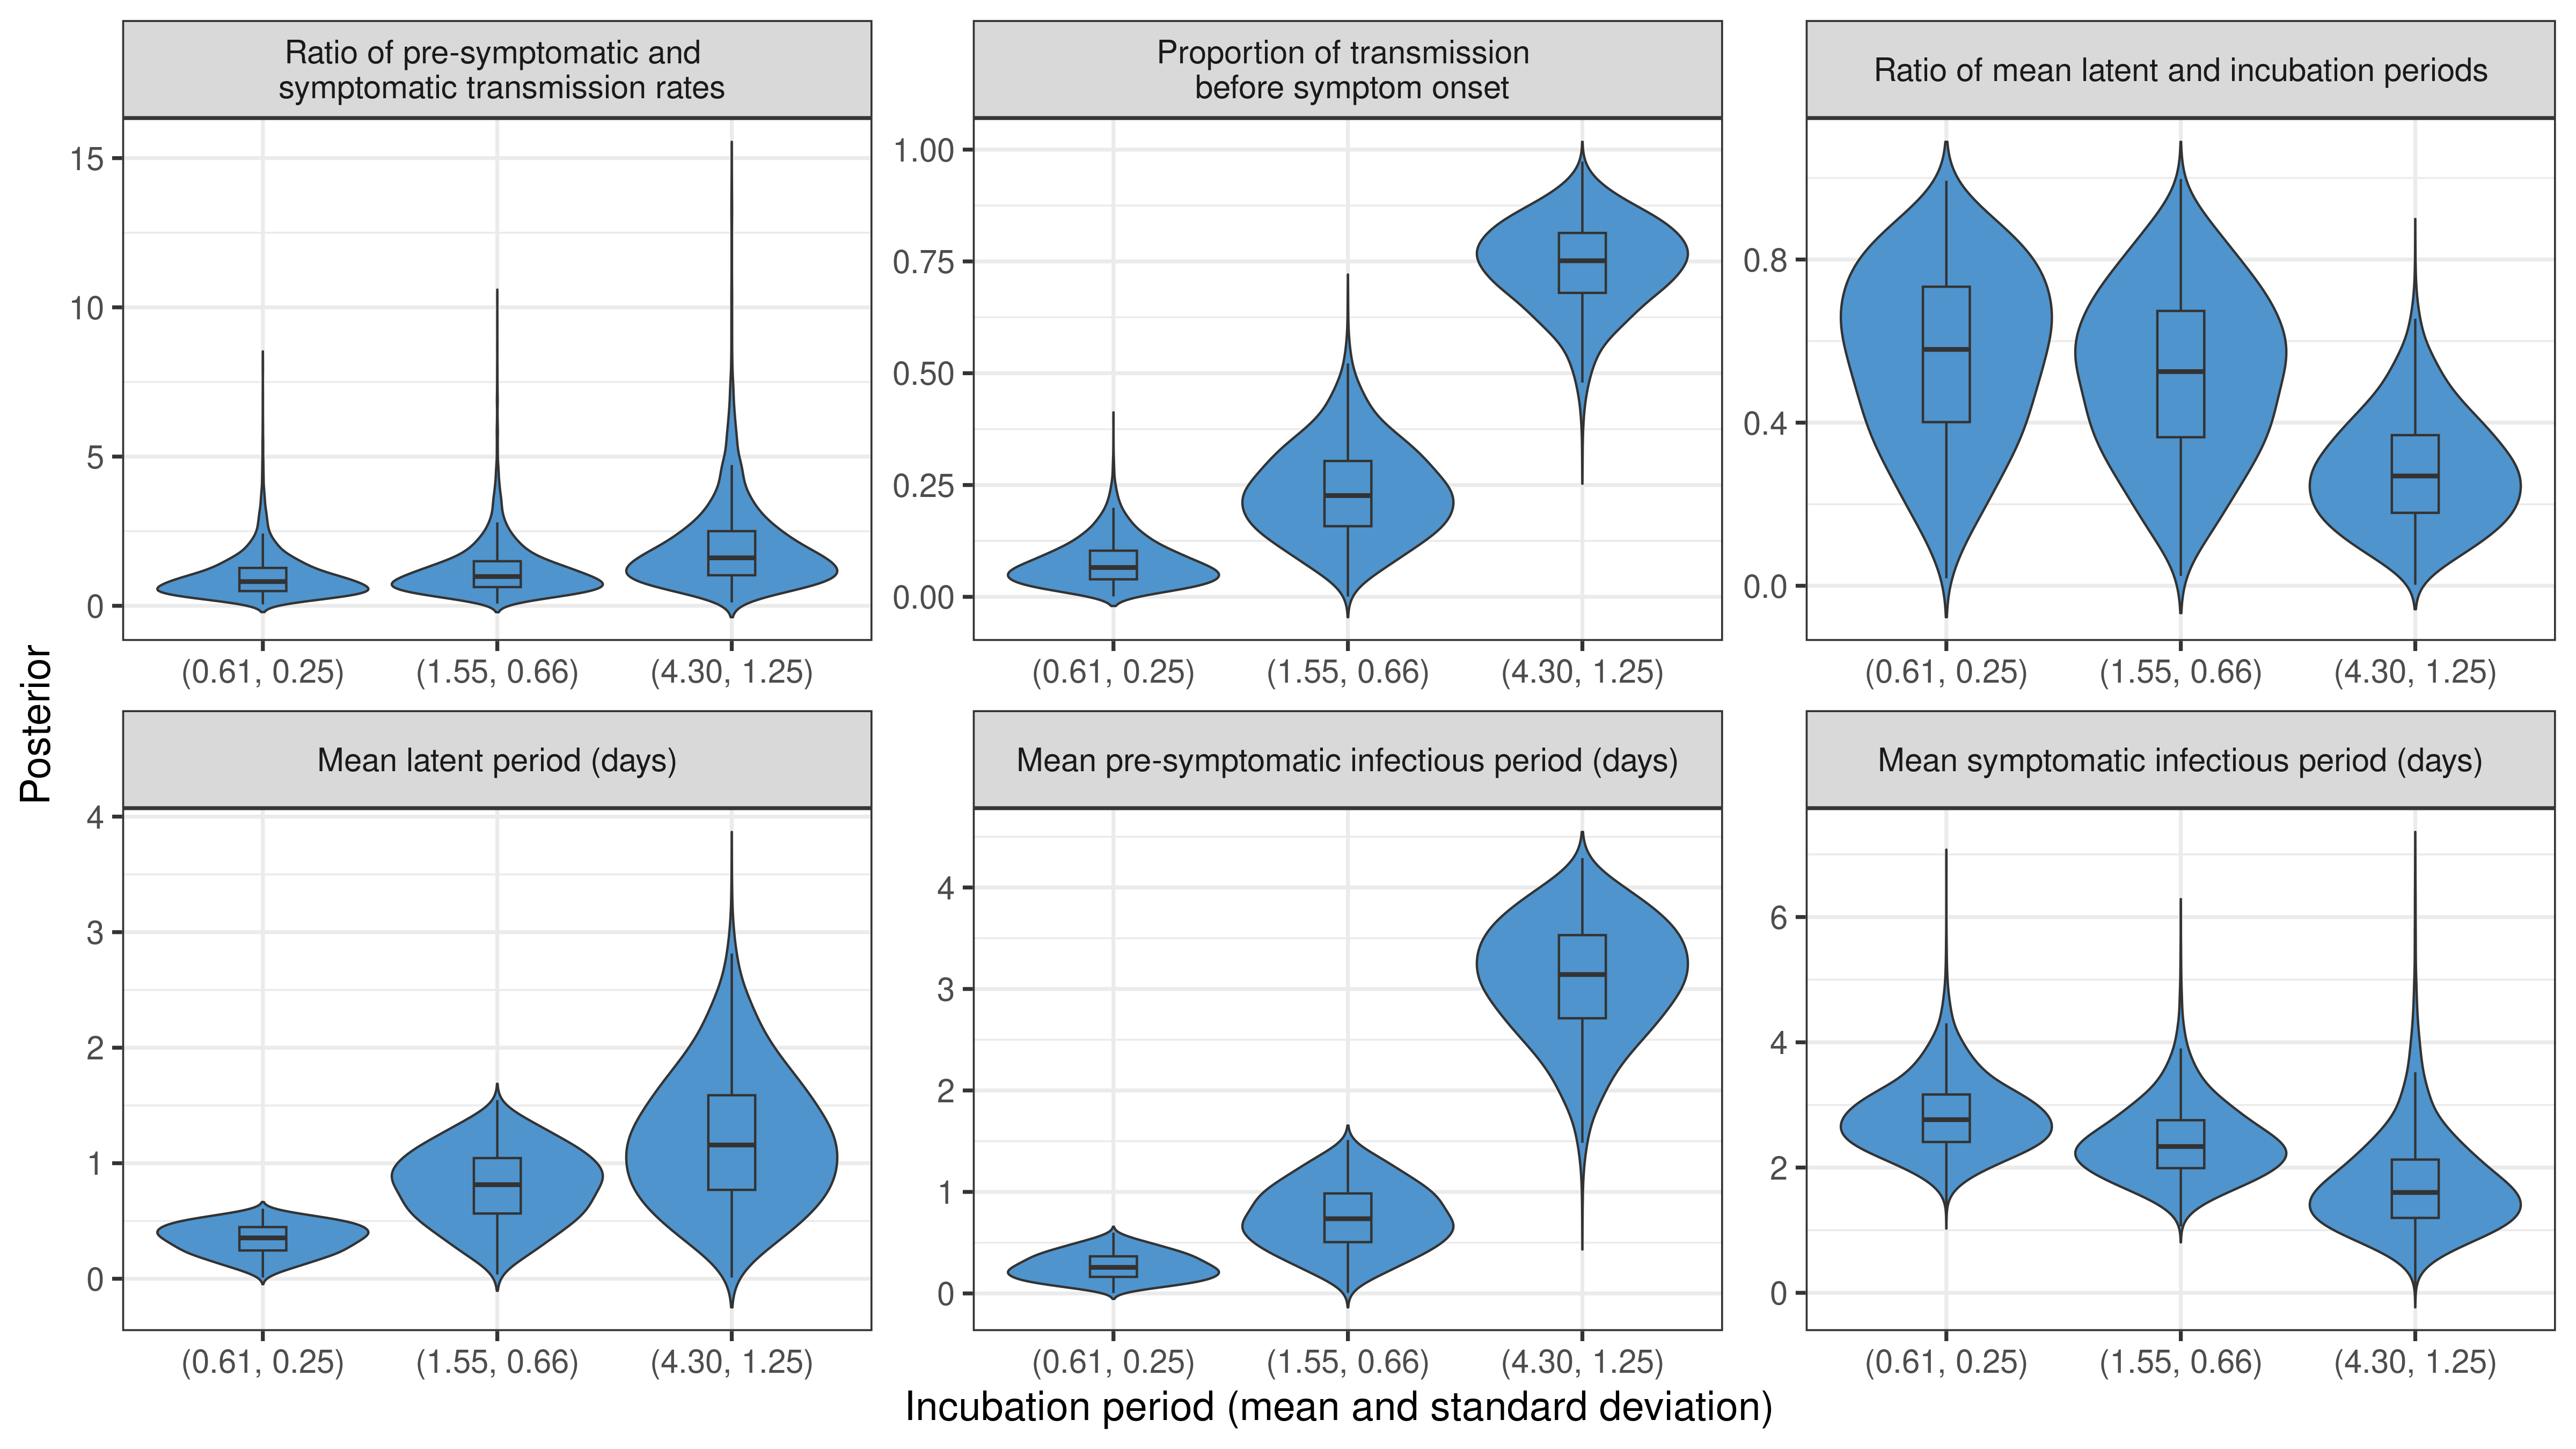 Ratio of pre-symptomatic and
symptomatic transmission rates
Proportion of transmission
before symptom onset
Ratio of mean latent and incubation periods
15
10
5
0
1.00
0.75
0.50
0.25
0.00
0.8
0.4
0.0
(0.61, 0.25) (1.55, 0.66) (4.30, 1.25)
(0.61, 0.25) (1.55, 0.66) (4.30, 1.25)
(0.61, 0.25) (1.55, 0.66) (4.30, 1.25)
Posterior
Mean latent period (days)
Mean pre-symptomatic infectious period (days)
Mean symptomatic infectious period (days)
4
3
2
1
0
4
3
2
1
0
6
4
2
0
(0.61, 0.25) (1.55, 0.66) (4.30, 1.25)
(0.61, 0.25) (1.55, 0.66) (4.30, 1.25)
(0.61, 0.25) (1.55, 0.66) (4.30, 1.25)
Incubation period (mean and standard deviation)